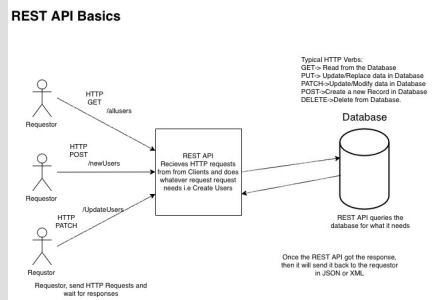 REST API Basics
Typical HTTP Verbs:
GET-> Read from the Database
PUT-> Update/Replace data in Database
PATCH->Update/Modify data in Database
POST->Create a new Record in Database
DELETE->Delete from Database.
HTTP
GET
/allusers
Requestor
HTTP
POST
/newUsers
Requestor
/UpdateUsers
HTTP
PATCH
Requstor
REST API
Recieves HTTP requests
from from Clients and does
whatever request request
needs i.e Create Users
Database
REST API queries the
database for what it needs
Once the REST API got the response,
then it will send it back to the requestor
in JSON or XML
Requestor, send HTTP Requests and
wait for responses